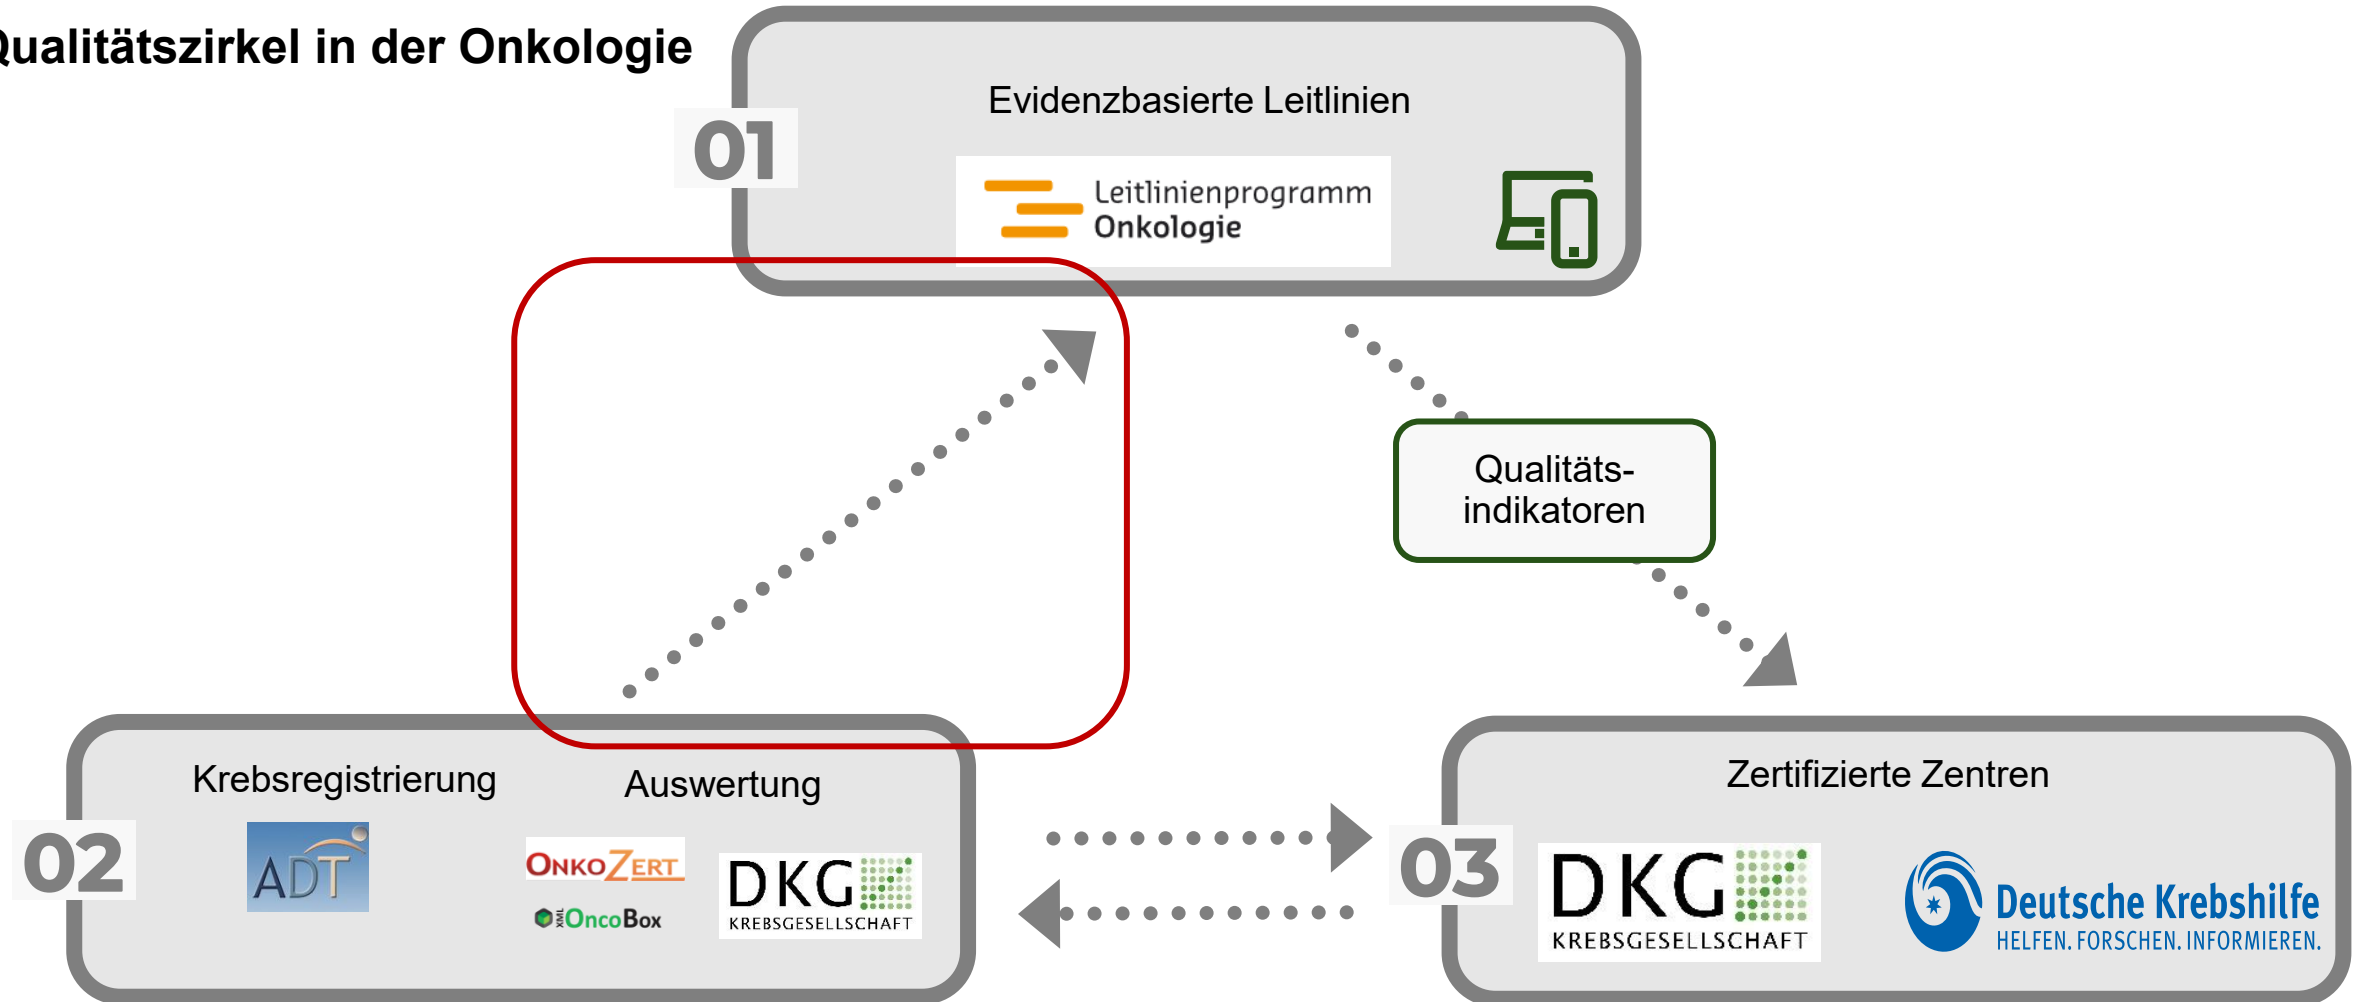 Qualitätszirkel in der Onkologie
01
Evidenzbasierte Leitlinien
Leitlinienprogramm
Onkologie
Qualitäts-
indikatoren
02
Krebsregistrierung
ADT
Auswertung
ONKOZERT
XML OncoBox
DKG
KREBSGESELLSCHAFT
03
Zertifizierte Zentren
DKG
KREBSGESELLSCHAFT
Deutsche Krebshilfe
HELFEN. FORSCHEN. INFORMIEREN.